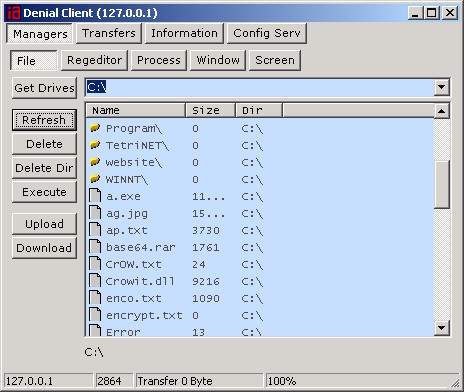 Denial Client (127.0.0.1)
Managers Transfers Information Config Serv
File Regeditor Process Window Screen
Get Drives C:\
Refresh
Delete
Delete Dir
Execute
Upload
Download
Name Size Dir
Program\ 0 C:\
TetriNET\ 0 C:\
website\ 0 C:\
WINNT\ 0 C:\
a.exe 11... C:\
ag.jpg 15... C:\
ap.txt 3730 C:\
base64.rar 1761 C:\
CrOW.txt 24 C:\
Crowit.dll 9216 C:\
enco.txt 1090 C:\
encrypt.txt 0 C:\
Error 13 C:\
C:\
127.0.0.1 2864 Transfer 0 Byte 100%